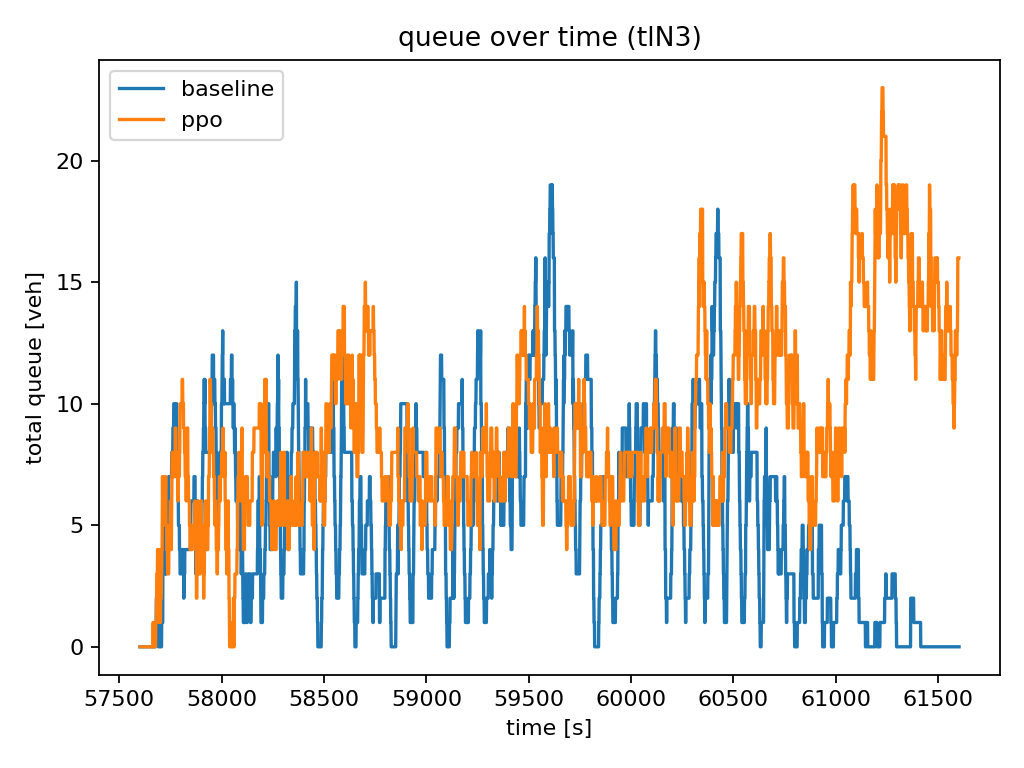 queue over time (tlN3)
baseline
ppo
total queue [veh]
20
15
10
5
0
57500 58000 58500 59000 59500 60000 60500 61000 61500
time [s]